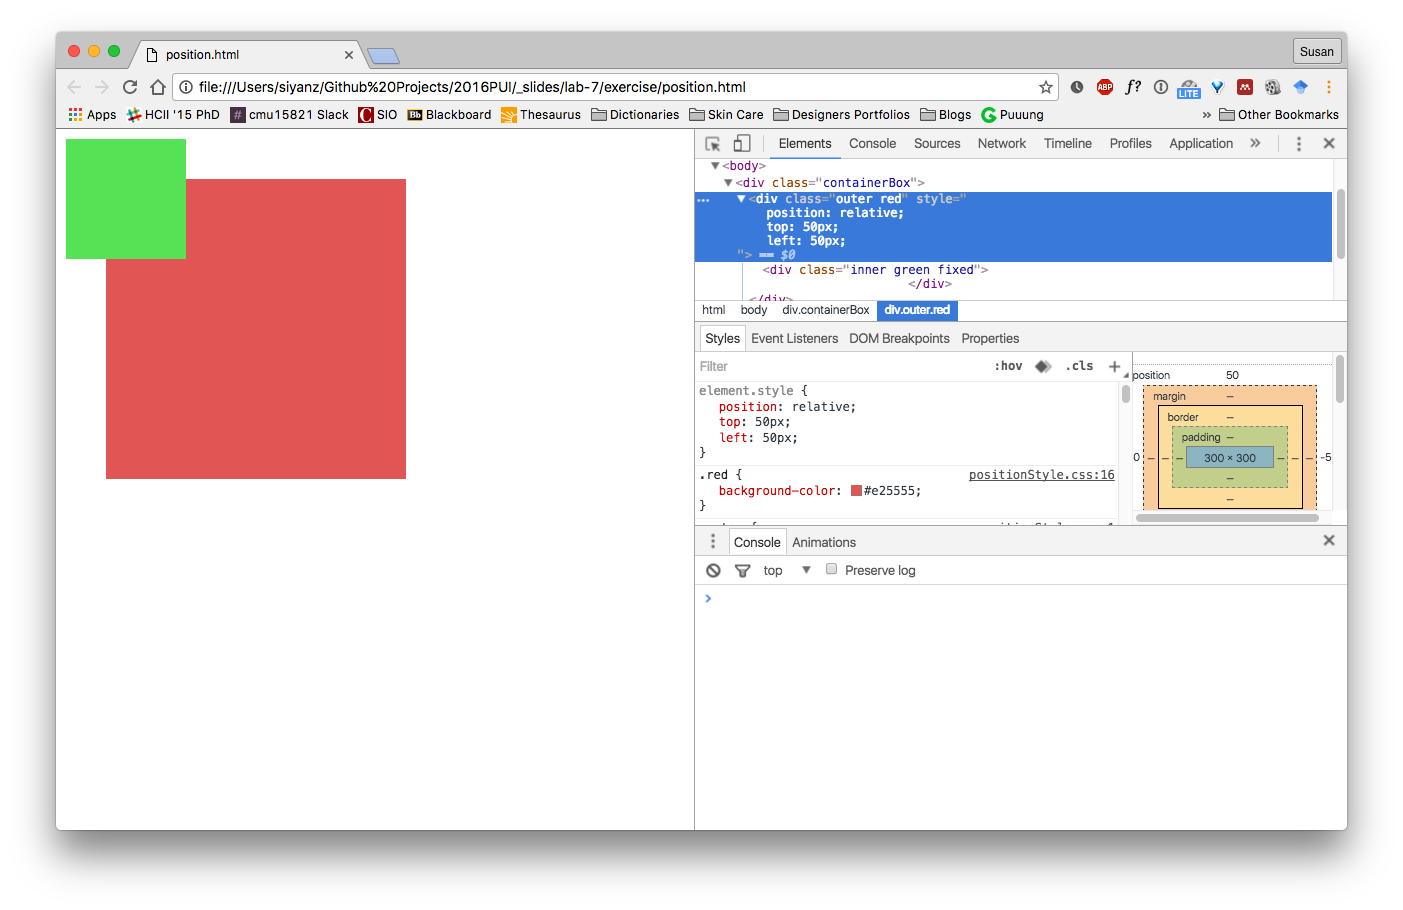 position.html
Susan
file:///Users/siyanz/Github%20Projects/2016PUI/_slides/lab-7/exercise/position.html
ABP f? LITE
Apps HCII '15 PhD # cmu15821 Slack C SIO Bb Blackboard Thesaurus Dictionaries Skin Care Designers Portfolios Blogs Puuung » Other Bookmarks
Elements Console Sources Network Timeline Profiles Application »
<body>
<div class="containerBox">
<div class="outer red" style="
position: relative;
top: 50px;
left: 50px;
"> == $0
<div class="inner green fixed">
</div>
</div>
html body div.containerBox div.outer.red
Styles Event Listeners DOM Breakpoints Properties
Filter :hov .cls +
element.style {
position: relative;
top: 50px;
left: 50px;
}
.red { positionStyle.css:16
background-color: #e25555;
}
position 50
margin –
border –
padding –
0 – – – 300 × 300 – – – -5
–
–
Console Animations
top Preserve log